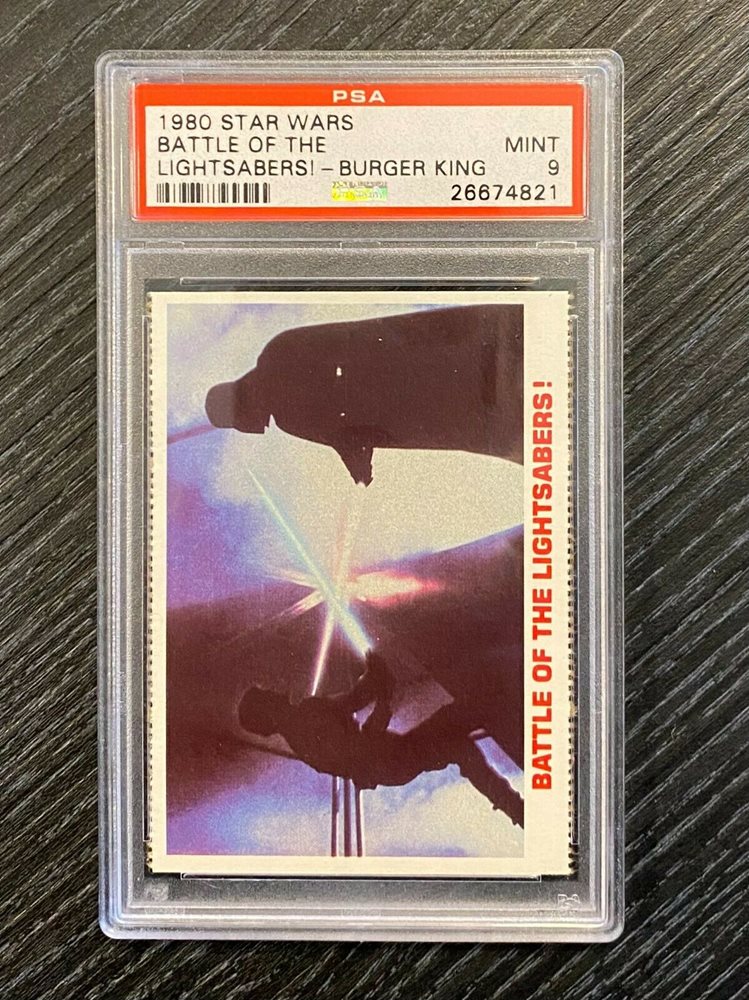 PSA
1980 STAR WARS
BATTLE OF THE MINT
LIGHTSABERS! – BURGER KING 9
26674821
BATTLE OF THE LIGHTSABERS!